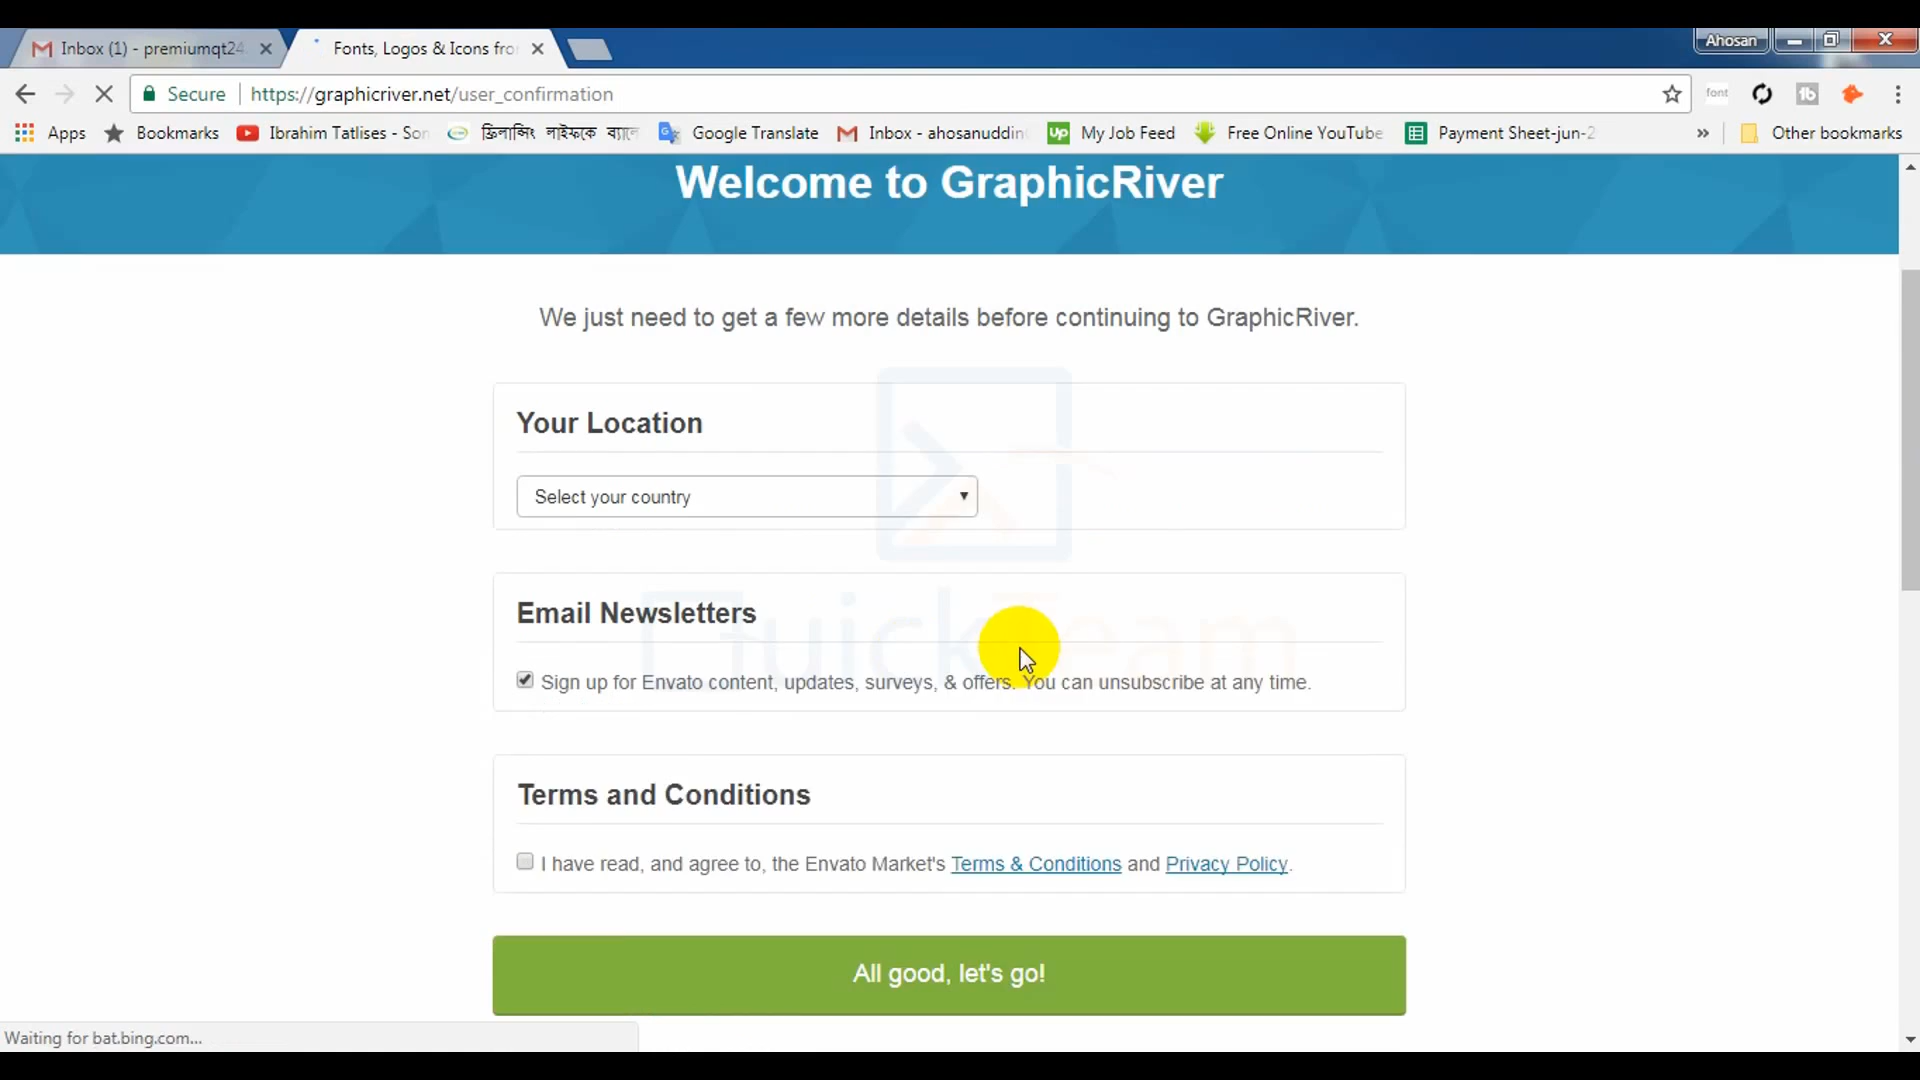 Inbox (1) - premiumqt24
Fonts, Logos & Icons fro
Ahosan
Secure
https://graphicriver.net/user_confirmation
font
Apps
Bookmarks
Ibrahim Tatlises - Son
ফ্রিলান্সিং লাইফকে ব্যালে
Google Translate
Inbox - ahosanuddin
Up My Job Feed
Free Online YouTube
Payment Sheet-jun-2
»
Other bookmarks
Welcome to GraphicRiver
We just need to get a few more details before continuing to GraphicRiver.
Your Location
Select your country
Email Newsletters
Sign up for Envato content, updates, surveys, & offers. You can unsubscribe at any time.
QuickTeam
Terms and Conditions
I have read, and agree to, the Envato Market's Terms & Conditions and Privacy Policy.
All good, let's go!
Waiting for bat.bing.com...